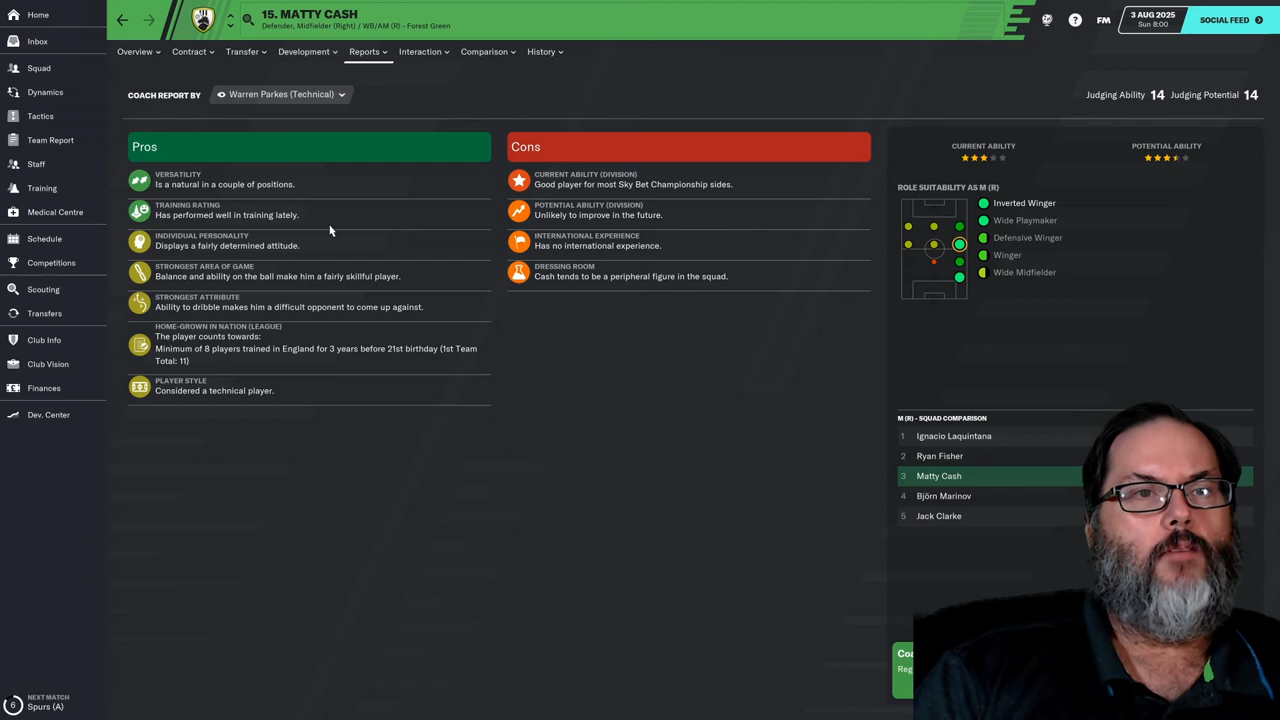 Home
Inbox
Squad
Dynamics
Tactics
Team Report
Staff
Training
Medical Centre
Schedule
Competitions
Scouting
Transfers
Club Info
Club Vision
Finances
Dev. Center
NEXT MATCH
6
Spurs (A)
15. MATTY CASH
Defender, Midfielder (Right) / WB/AM (R) - Forest Green
FM
3 AUG 2025
Sun 8:00
SOCIAL FEED
Overview
Contract
Transfer
Development
Reports
Interaction
Comparison
History
COACH REPORT BY
Warren Parkes (Technical)
Judging Ability 14 Judging Potential 14
Pros
VERSATILITY
Is a natural in a couple of positions.
TRAINING RATING
Has performed well in training lately.
INDIVIDUAL PERSONALITY
Displays a fairly determined attitude.
STRONGEST AREA OF GAME
Balance and ability on the ball make him a fairly skillful player.
STRONGEST ATTRIBUTE
Ability to dribble makes him a difficult opponent to come up against.
HOME-GROWN IN NATION (LEAGUE)
The player counts towards:
Minimum of 8 players trained in England for 3 years before 21st birthday (1st Team
Total: 11)
PLAYER STYLE
Considered a technical player.
Cons
CURRENT ABILITY (DIVISION)
Good player for most Sky Bet Championship sides.
POTENTIAL ABILITY (DIVISION)
Unlikely to improve in the future.
INTERNATIONAL EXPERIENCE
Has no international experience.
DRESSING ROOM
Cash tends to be a peripheral figure in the squad.
CURRENT ABILITY
POTENTIAL ABILITY
ROLE SUITABILITY AS M (R)
Inverted Winger
Wide Playmaker
Defensive Winger
Winger
Wide Midfielder
M (R) - SQUAD COMPARISON
1 Ignacio Laquintana
2 Ryan Fisher
3 Matty Cash
4 Björn Marinov
5 Jack Clarke